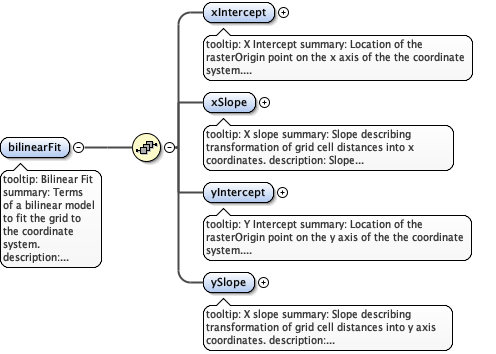 xIntercept
tooltip: X Intercept summary: Location of the
rasterOrigin point on the x axis of the the coordinate
system....
xSlope
tooltip: X slope summary: Slope describing
transformation of grid cell distances into x
coordinates. description: Slope...
bilinearFit
tooltip: Bilinear Fit
summary: Terms
of a bilinear model
to fit the grid to
the coordinate
system.
description:...
yIntercept
tooltip: Y Intercept summary: Location of the
rasterOrigin point on the y axis of the the coordinate
system....
ySlope
tooltip: X slope summary: Slope describing
transformation of grid cell distances into y axis
coordinates. description:...